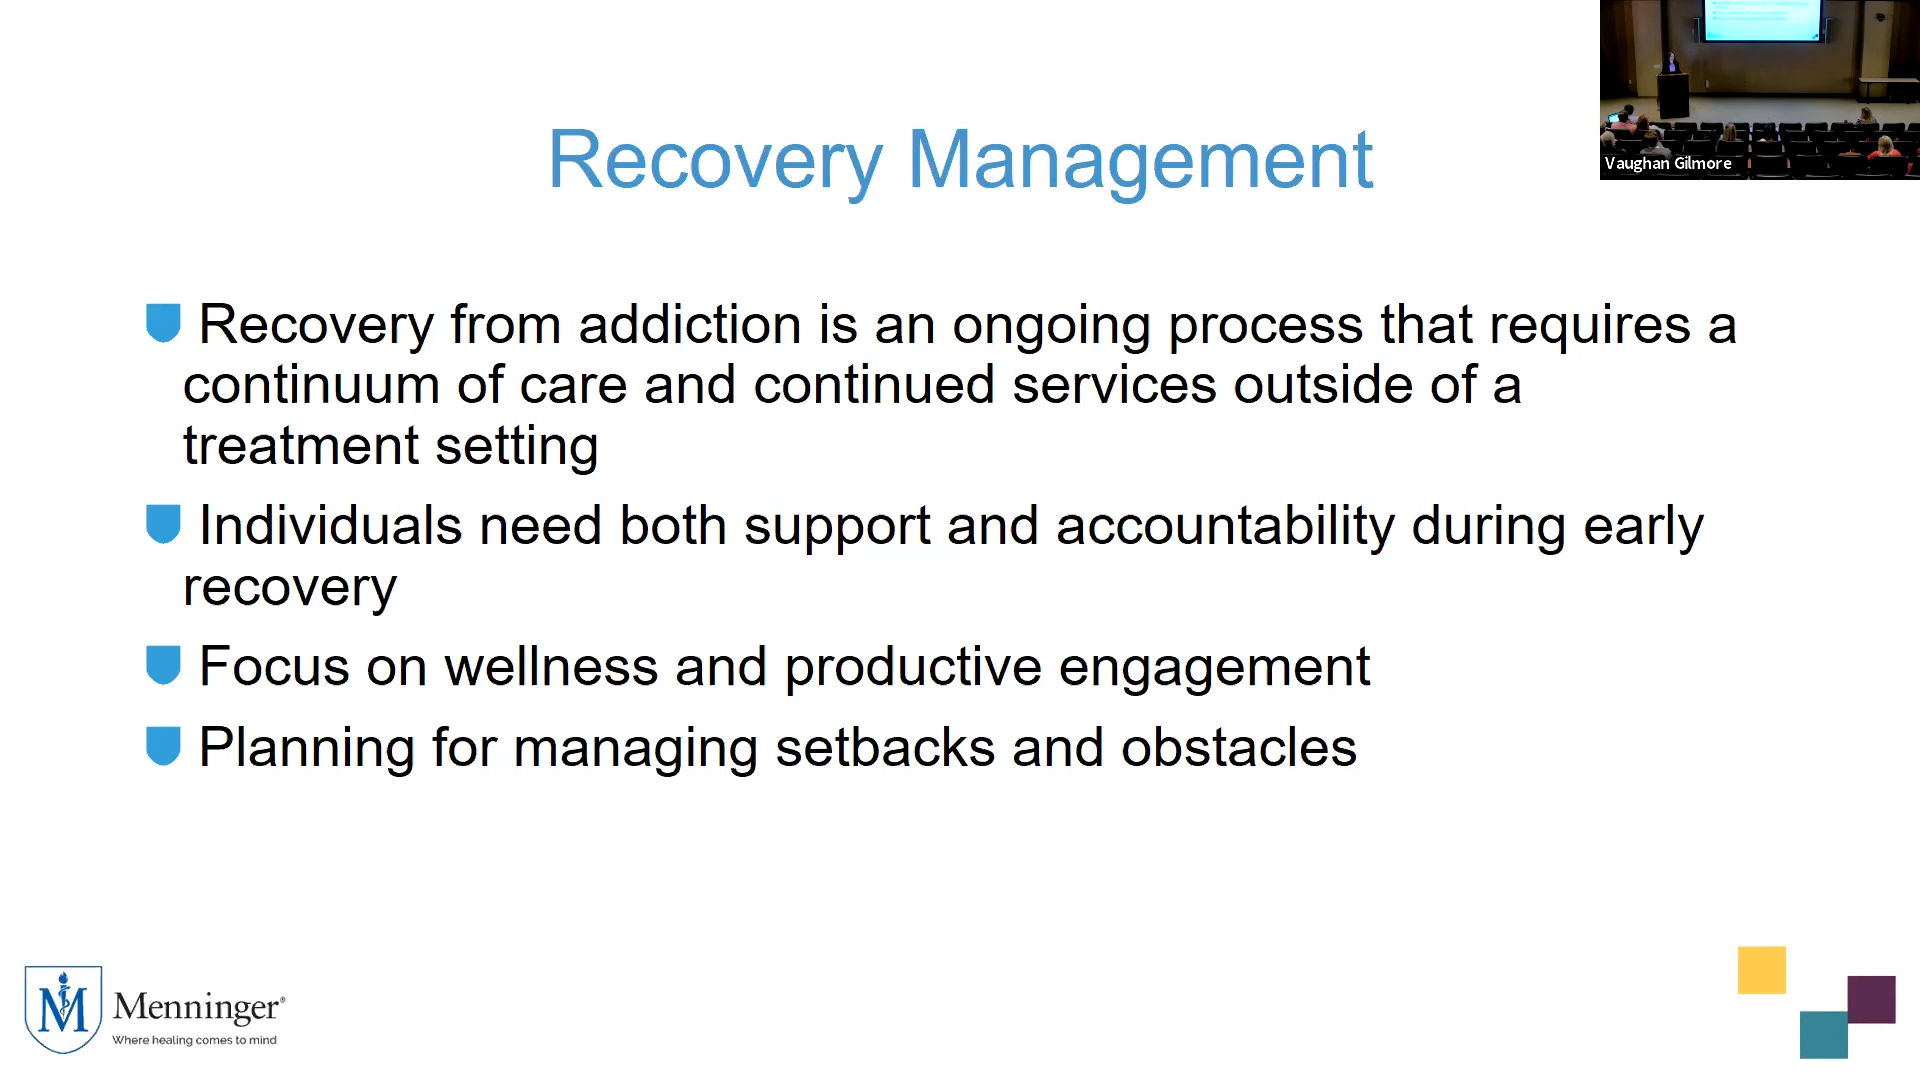 Vaughan Gilmore
Recovery Management
Recovery from addiction is an ongoing process that requires a
continuum of care and continued services outside of a
treatment setting
Individuals need both support and accountability during early
recovery
Focus on wellness and productive engagement
Planning for managing setbacks and obstacles
M
Menninger®
Where healing comes to mind